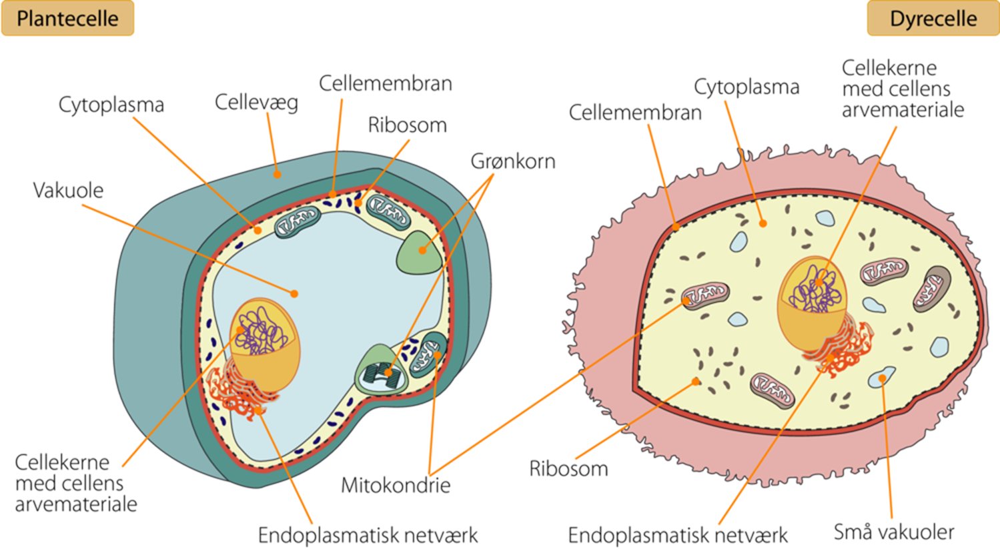 Plantecelle
Dyrecelle
Cytoplasma
Cellevæg
Cellemembran
Ribosom
Grønkorn
Vakuole
Cellekerne
med cellens
arvemateriale
Endoplasmatisk netværk
Mitokondrie
Cellemembran
Cytoplasma
Cellekerne
med cellens
arvemateriale
Ribosom
Endoplasmatisk netværk
Små vakuoler